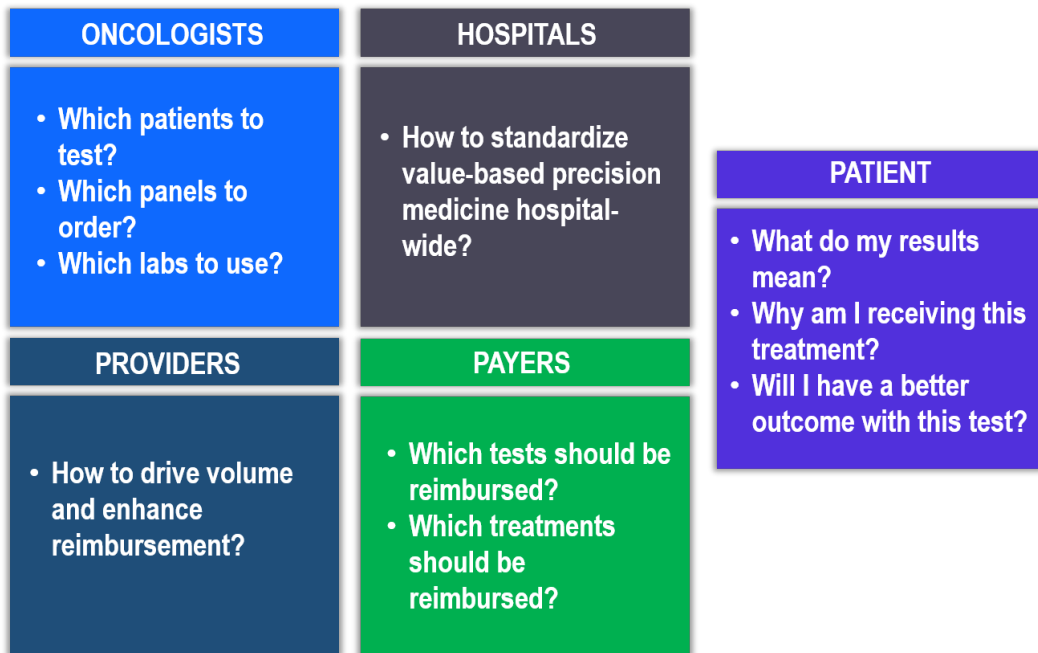 ONCOLOGISTS
• Which patients to
test?
• Which panels to
order?
• Which labs to use?
HOSPITALS
• How to standardize
value-based precision
medicine hospital-
wide?
PROVIDERS
• How to drive volume
and enhance
reimbursement?
PAYERS
• Which tests should be
reimbursed?
• Which treatments
should be
reimbursed?
PATIENT
• What do my results
mean?
• Why am I receiving this
treatment?
• Will I have a better
outcome with this test?